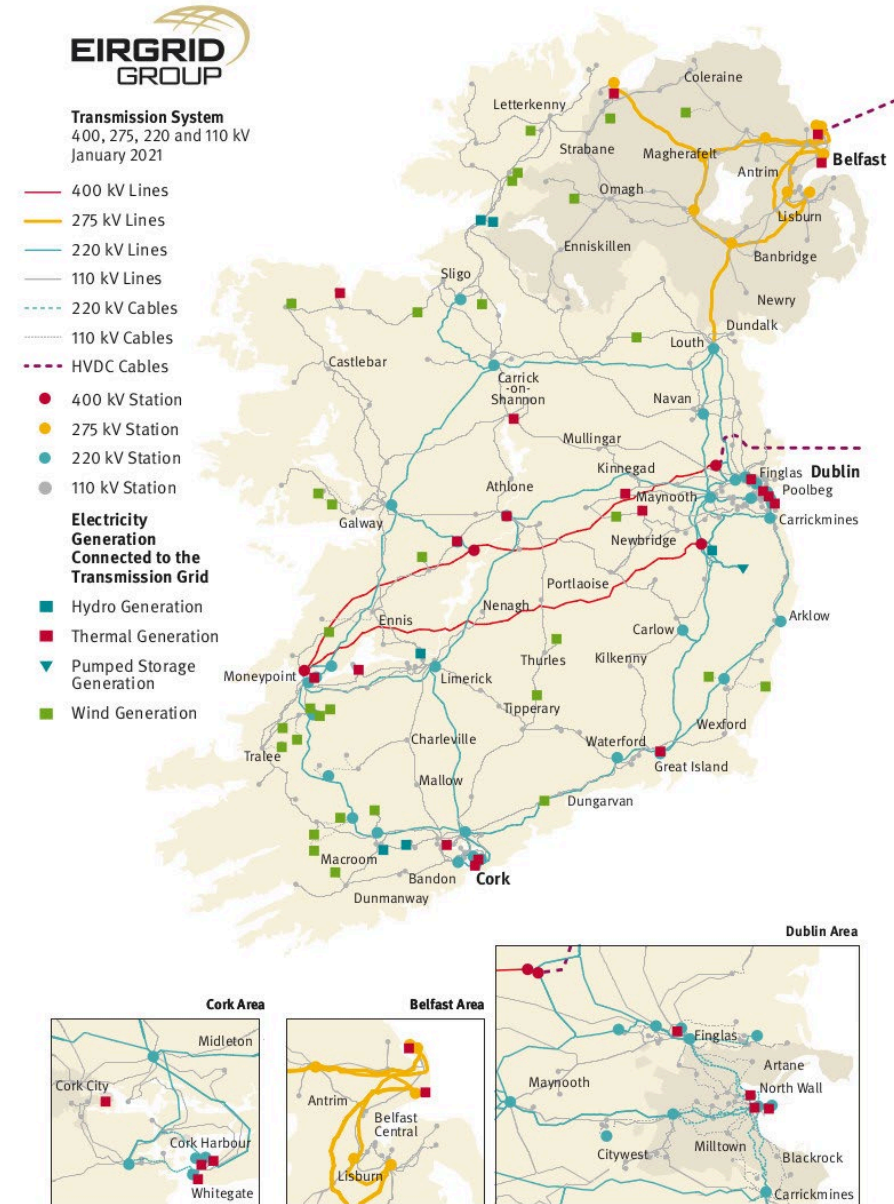 EIRGRID
GROUP
Transmission System
400, 275, 220 and 110 kV
January 2021
400 kV Lines
275 kV Lines
220 kV Lines
110 kV Lines
220 kV Cables
110 kV Cables
HVDC Cables
400 kV Station
275 kV Station
220 kV Station
110 kV Station
Electricity
Generation
Connected to the
Transmission Grid
Hydro Generation
Thermal Generation
Pumped Storage
Generation
Wind Generation
Coleraine
Letterkenny
Strabane
Magherafelt
Belfast
Antrim
Omagh
Lisburn
Enniskillen
Banbridge
Sligo
Newry
Dundalk
Louth
Castlebar
Carrick
-on-
Shannon
Navan
Mullingar
Kinnegad
Finglas
Dublin
Athlone
Maynooth
Poolbeg
Galway
Carrickmines
Newbridge
Portlaoise
Nenagh
Ennis
Arklow
Carlow
Thurles
Kilkenny
Moneypoint
Limerick
Tipperary
Wexford
Charleville
Waterford
Tralee
Great Island
Mallow
Dungarvan
Macroom
Bandon
Cork
Dunmanway
Dublin Area
Cork Area
Belfast Area
Midleton
Cork City
Cork Harbour
Whitegate
Antrim
Belfast
Central
Lisburn
Finglas
Artane
Maynooth
North Wall
Citywest
Milltown
Blackrock
Carrickmines